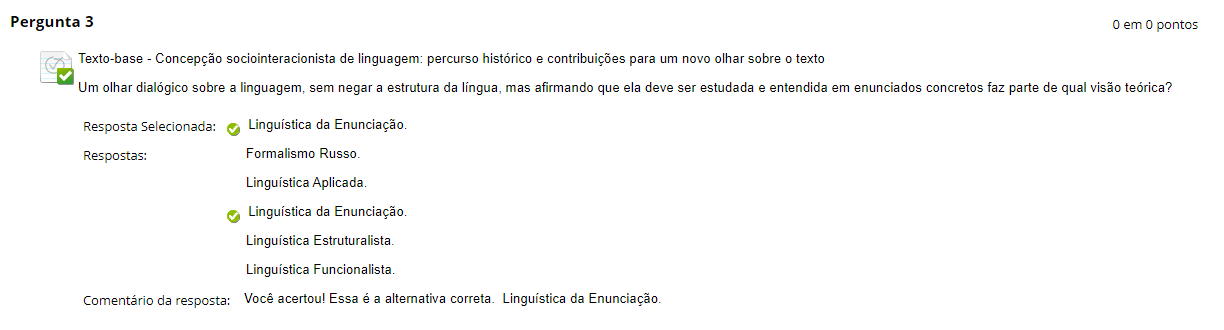 Pergunta 3
0 em 0 pontos
Texto-base - Concepção sociointeracionista de linguagem: percurso histórico e contribuições para um novo olhar sobre o texto
Um olhar dialógico sobre a linguagem, sem negar a estrutura da língua, mas afirmando que ela deve ser estudada e entendida em enunciados concretos faz parte de qual visão teórica?
Resposta Selecionada: Linguística da Enunciação.
Respostas: Formalismo Russo.
Linguística Aplicada.
Linguística da Enunciação.
Linguística Estruturalista.
Linguística Funcionalista.
Comentário da resposta: Você acertou! Essa é a alternativa correta. Linguística da Enunciação.